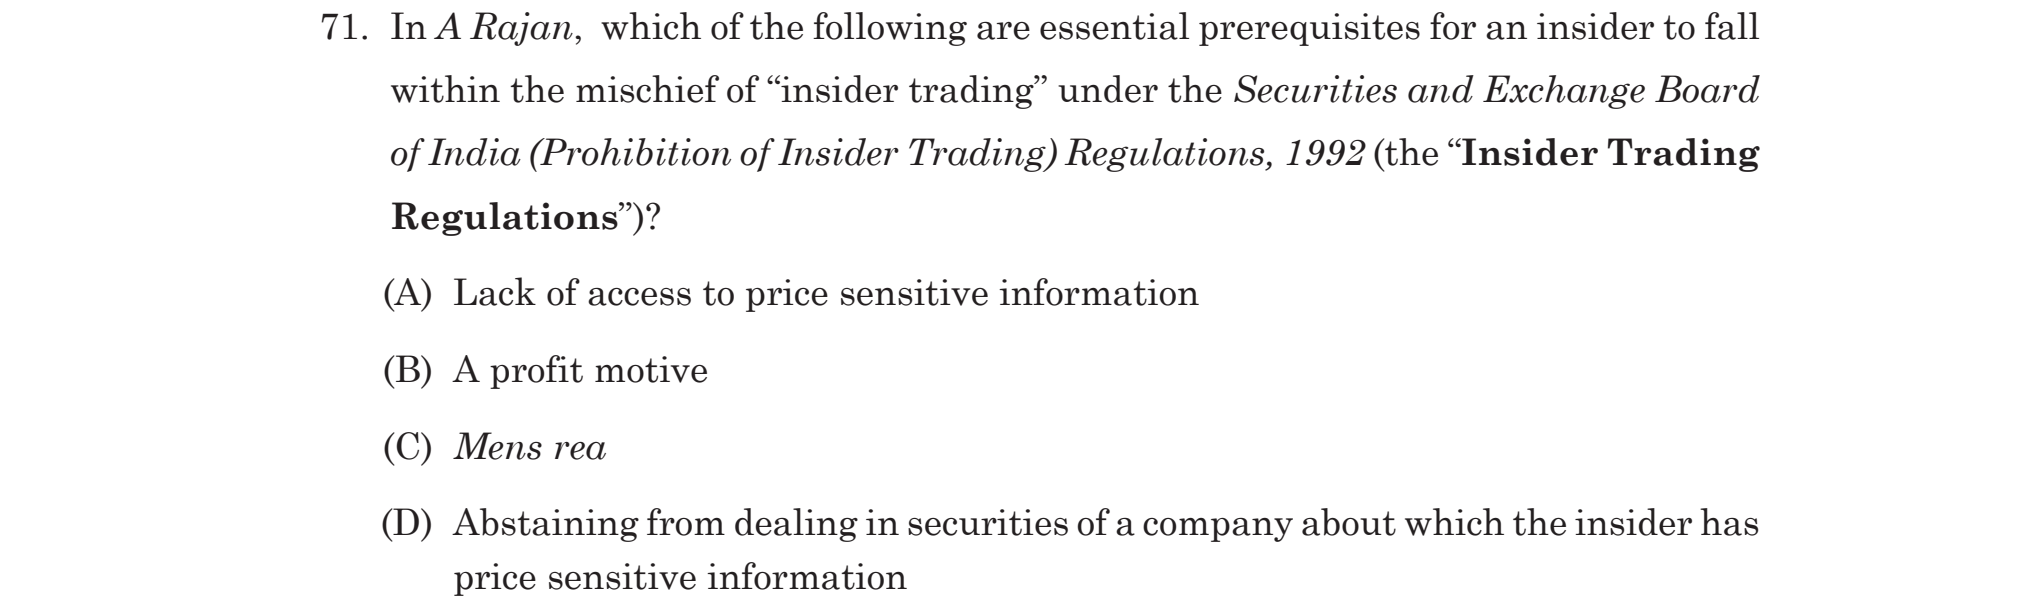 71. In A Rajan, which of the following are essential prerequisites for an insider to fall
within the mischief of “insider trading” under the Securities and Exchange Board
of India (Prohibition of Insider Trading) Regulations, 1992 (the “Insider Trading
Regulations”)?
(A) Lack of access to price sensitive information
(B) A profit motive
(C) Mens rea
(D) Abstaining from dealing in securities of a company about which the insider has
price sensitive information